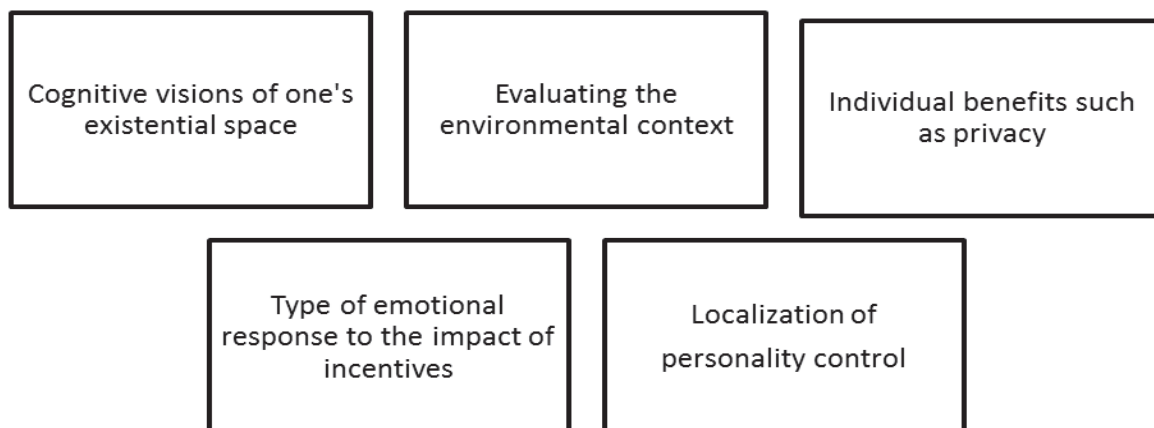 Cognitive visions of one's
existential space
Evaluating the
environmental context
Individual benefits such
as privacy
Type of emotional
response to the impact of
incentives
Localization of
personality control